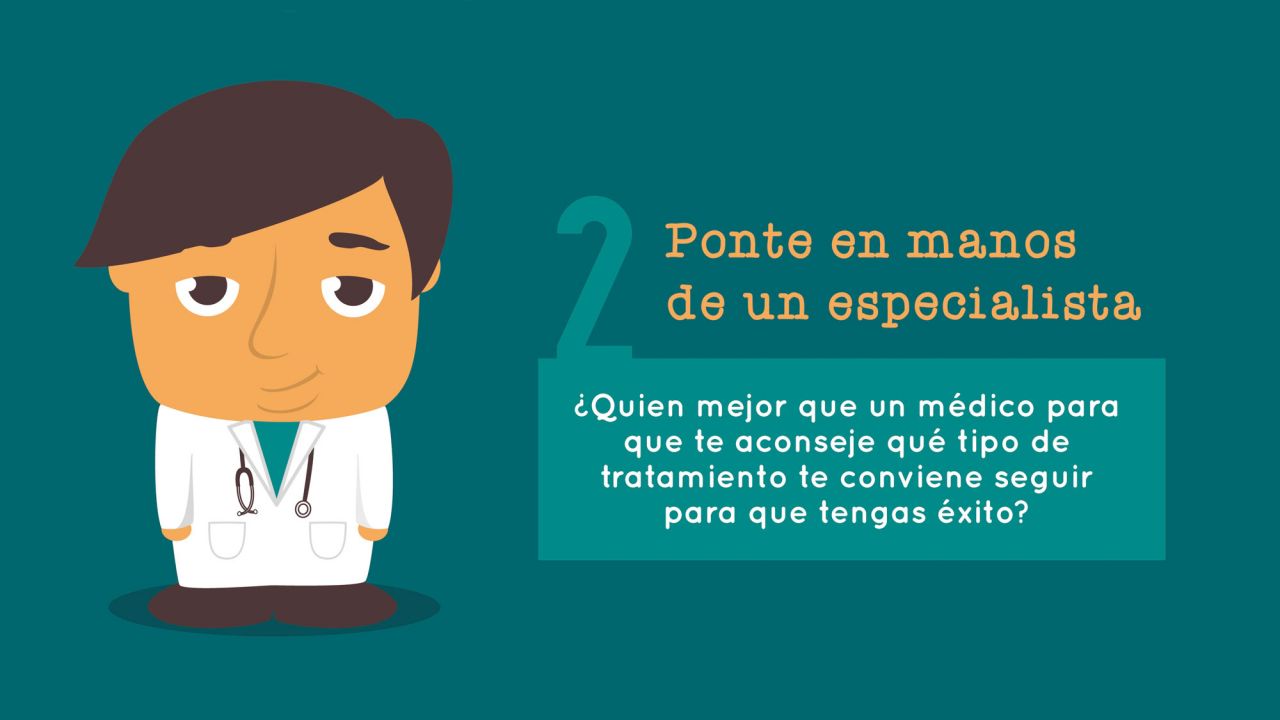 2
Ponte en manos
de un especialista
¿Quien mejor que un médico para
que te aconseje qué tipo de
tratamiento te conviene seguir
para que tengas éxito?